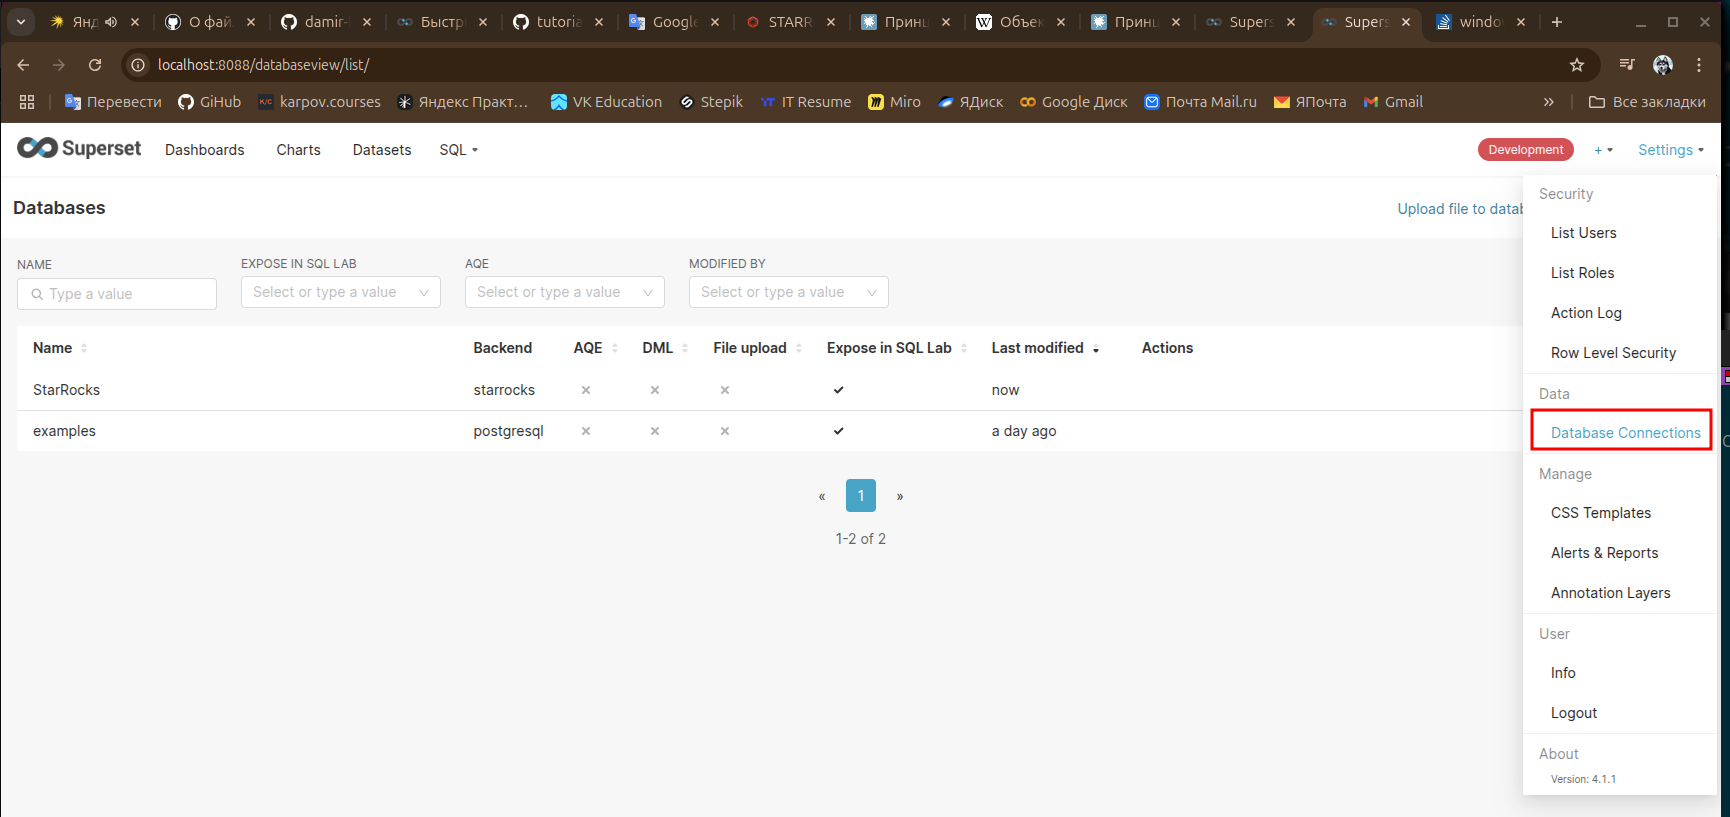 Янд
О фай
damir-
Быстр
tutoria
Google
STARR
Принц
Объек
Принц
Supers
Supers
windo
localhost:8088/databaseview/list/
Перевести
GiHub
karpov.courses
Яндекс Практ...
VK Education
Stepik
IT Resume
Miro
ЯДиск
Google Диск
Почта Mail.ru
ЯПочта
Gmail
Все закладки
Superset
Dashboards
Charts
Datasets
SQL
Development
+
Settings
Databases
Upload file to datab
NAME
EXPOSE IN SQL LAB
AQE
MODIFIED BY
Type a value
Select or type a value
Select or type a value
Select or type a value
Name Backend AQE DML File upload Expose in SQL Lab Last modified Actions
StarRocks starrocks now
examples postgresql a day ago
« 1 »
1-2 of 2
Security
List Users
List Roles
Action Log
Row Level Security
Data
Database Connections
Manage
CSS Templates
Alerts & Reports
Annotation Layers
User
Info
Logout
About
Version: 4.1.1